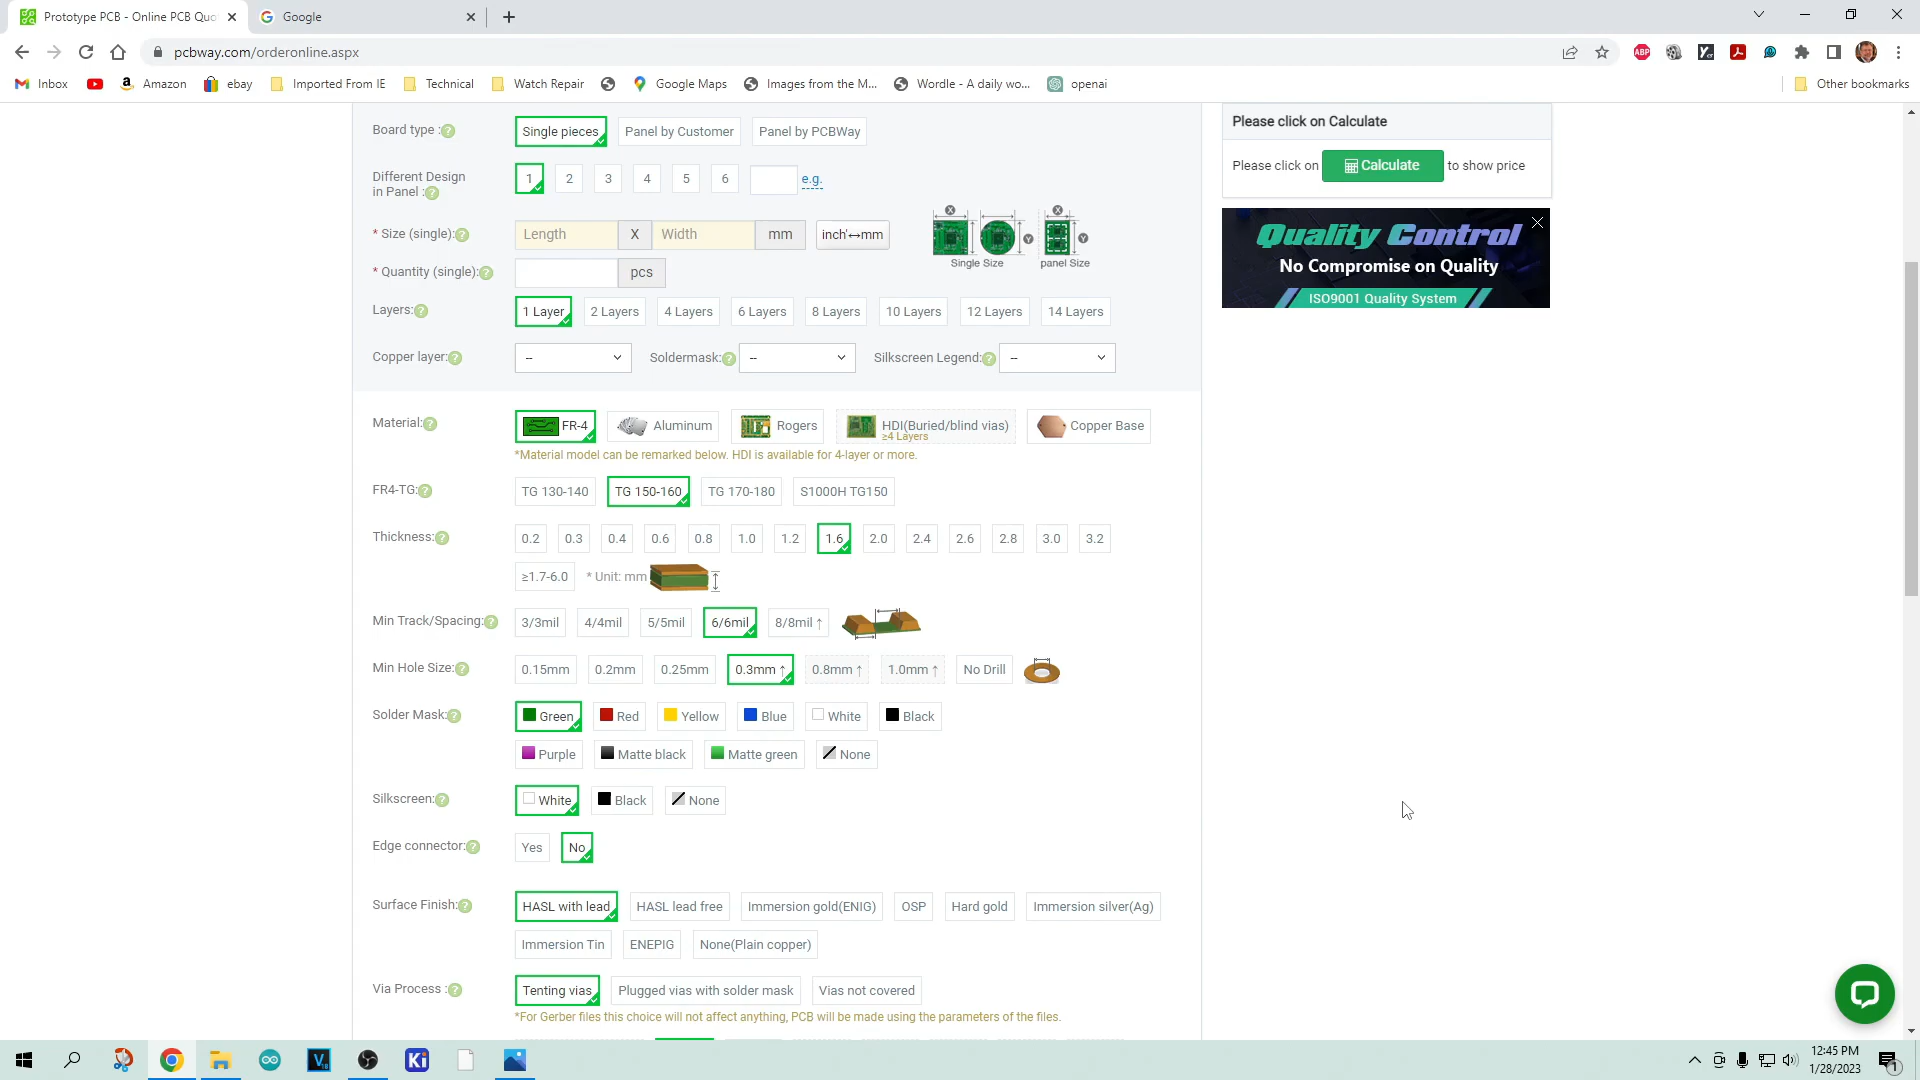 Prototype PCB - Online PCB Quo
Google
pcbway.com/orderonline.aspx
Inbox
Amazon
ebay
Imported From IE
Technical
Watch Repair
Google Maps
Images from the M...
Wordle - A daily wo...
openai
Other bookmarks
Board type :
Single pieces
Panel by Customer
Panel by PCBWay
Different Design
in Panel :
1
2
3
4
5
6
e.g.
* Size (single):
Length
X
Width
mm
inch'↔mm
X
X
Y
Y
Single Size
panel Size
* Quantity (single):
pcs
Layers:
1 Layer
2 Layers
4 Layers
6 Layers
8 Layers
10 Layers
12 Layers
14 Layers
Copper layer:
--
Soldermask:
--
Silkscreen Legend:
--
Material:
FR-4
Aluminum
Rogers
HDI(Buried/blind vias)
≥4 Layers
Copper Base
*Material model can be remarked below. HDI is available for 4-layer or more.
FR4-TG:
TG 130-140
TG 150-160
TG 170-180
S1000H TG150
Thickness:
0.2
0.3
0.4
0.6
0.8
1.0
1.2
1.6
2.0
2.4
2.6
2.8
3.0
3.2
≥1.7-6.0
* Unit: mm
Min Track/Spacing:
3/3mil
4/4mil
5/5mil
6/6mil
8/8mil ↑
Min Hole Size:
0.15mm
0.2mm
0.25mm
0.3mm ↑
0.8mm ↑
1.0mm ↑
No Drill
Solder Mask:
Green
Red
Yellow
Blue
White
Black
Purple
Matte black
Matte green
None
Silkscreen:
White
Black
None
Edge connector:
Yes
No
Surface Finish:
HASL with lead
HASL lead free
Immersion gold(ENIG)
OSP
Hard gold
Immersion silver(Ag)
Immersion Tin
ENEPIG
None(Plain copper)
Via Process :
Tenting vias
Plugged vias with solder mask
Vias not covered
*For Gerber files this choice will not affect anything, PCB will be made using the parameters of the files.
Please click on Calculate
Please click on Calculate to show price
Quality Control
No Compromise on Quality
ISO9001 Quality System
ABP
Ki
12:45 PM
1/28/2023
1